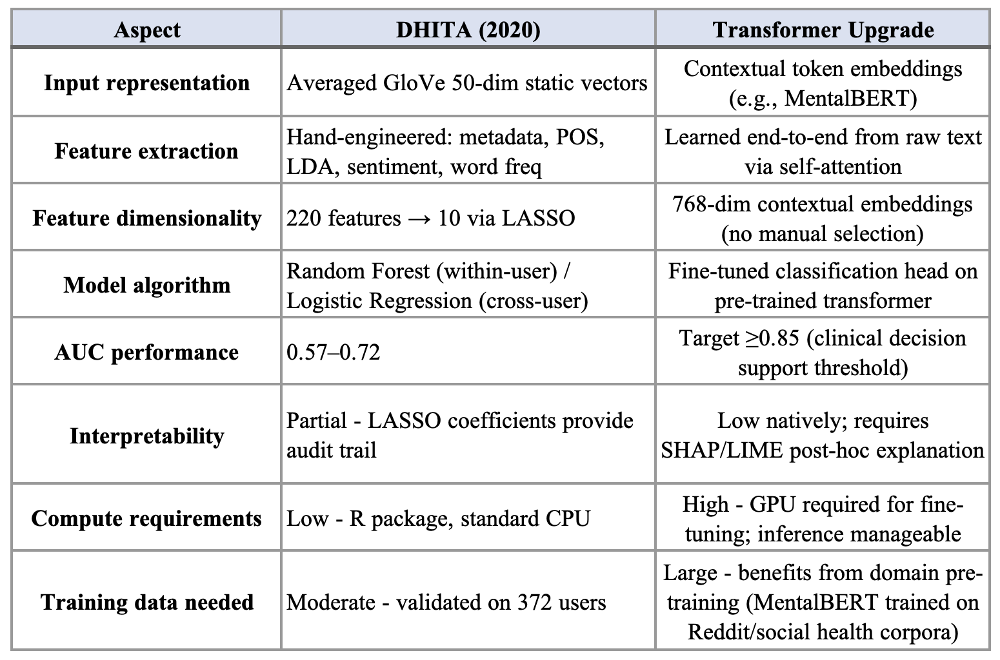 Aspect
DHITA (2020)
Transformer Upgrade
Input representation
Averaged GloVe 50-dim static vectors
Contextual token embeddings
(e.g., MentalBERT)
Feature extraction
Hand-engineered: metadata, POS,
LDA, sentiment, word freq
Learned end-to-end from raw text
via self-attention
Feature dimensionality
220 features → 10 via LASSO
768-dim contextual embeddings
(no manual selection)
Model algorithm
Random Forest (within-user) /
Logistic Regression (cross-user)
Fine-tuned classification head on
pre-trained transformer
AUC performance
0.57–0.72
Target ≥0.85 (clinical decision
support threshold)
Interpretability
Partial - LASSO coefficients provide
audit trail
Low natively; requires
SHAP/LIME post-hoc explanation
Compute requirements
Low - R package, standard CPU
High - GPU required for fine-
tuning; inference manageable
Training data needed
Moderate - validated on 372 users
Large - benefits from domain pre-
training (MentalBERT trained on
Reddit/social health corpora)